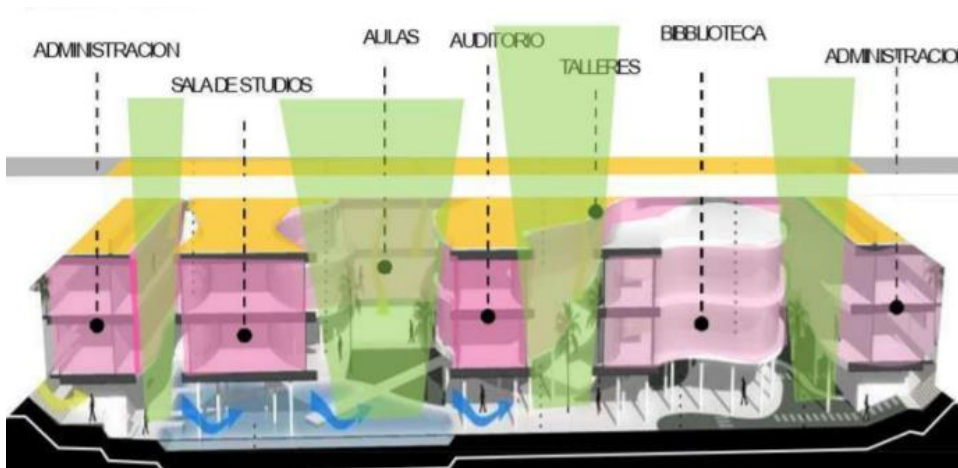 ADMINISTRACION
SALA DE STUDIOS
AULAS
AUDITORIO
TALLERES
BIBBLIOTECA
ADMINISTRACIO